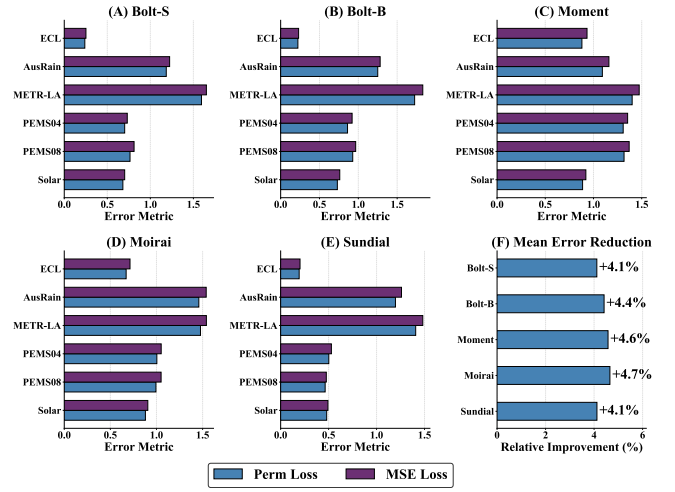 (A) Bolt-S
ECL
AusRain
METR-LA
PEMS04
PEMS08
Solar
0.0 0.5 1.0 1.5
Error Metric
(B) Bolt-B
ECL
AusRain
METR-LA
PEMS04
PEMS08
Solar
0.0 0.5 1.0 1.5
Error Metric
(C) Moment
ECL
AusRain
METR-LA
PEMS04
PEMS08
Solar
0.0 0.5 1.0 1.5
Error Metric
(D) Moirai
ECL
AusRain
METR-LA
PEMS04
PEMS08
Solar
0.0 0.5 1.0 1.5
Error Metric
(E) Sundial
ECL
AusRain
METR-LA
PEMS04
PEMS08
Solar
0.0 0.5 1.0 1.5
Error Metric
(F) Mean Error Reduction
Bolt-S +4.1%
Bolt-B +4.4%
Moment +4.6%
Moirai +4.7%
Sundial +4.1%
0 2 4 6
Relative Improvement (%)
Perm Loss MSE Loss